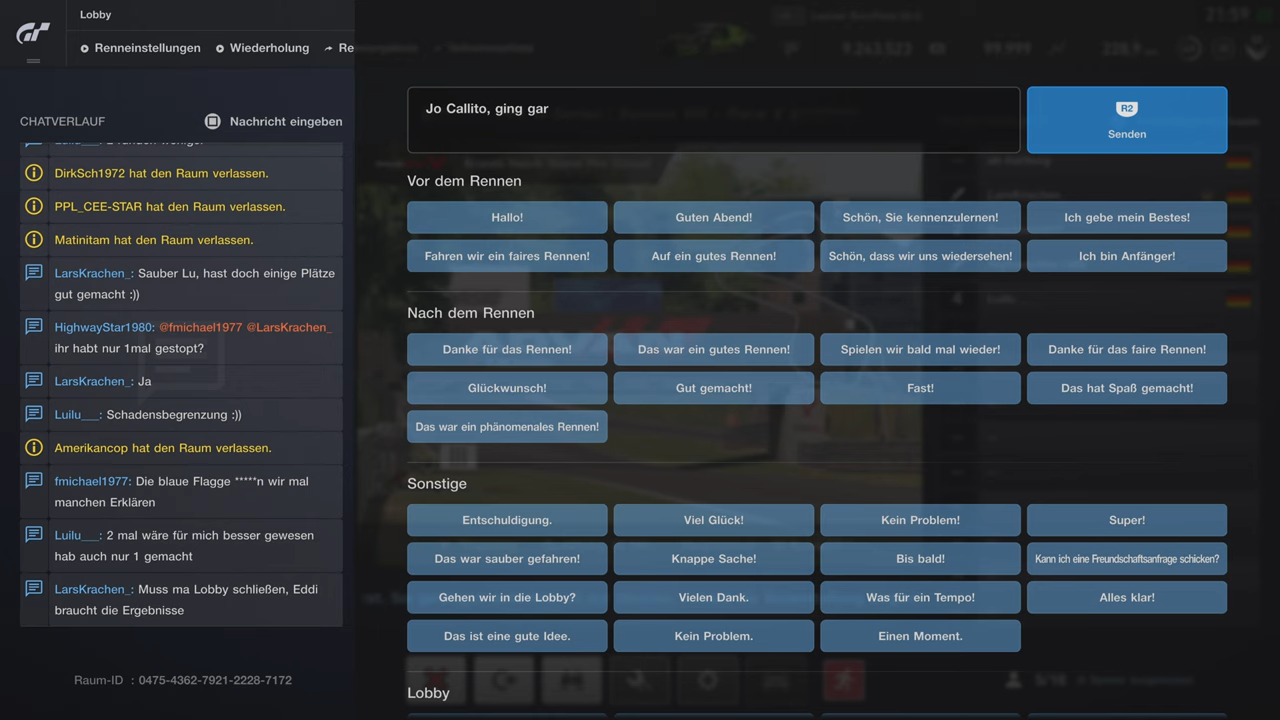 Lobby
Renneinstellungen
Wiederholung
Re
21:59
9.243.523
99.999
CHATVERLAUF
Nachricht eingeben
DirkSch1972 hat den Raum verlassen.
PPL_CEE-STAR hat den Raum verlassen.
Matinitam hat den Raum verlassen.
LarsKrachen_: Sauber Lu, hast doch einige Plätze
gut gemacht :))
HighwayStar1980: @fmichael1977 @LarsKrachen_
ihr habt nur 1mal gestopt?
LarsKrachen_: Ja
Luilu___: Schadensbegrenzung :))
Amerikancop hat den Raum verlassen.
fmichael1977: Die blaue Flagge *****n wir mal
manchen Erklären
Luilu___: 2 mal wäre für mich besser gewesen
hab auch nur 1 gemacht
LarsKrachen_: Muss ma Lobby schließen, Eddi
braucht die Ergebnisse
Raum-ID : 0475-4362-7921-2228-7172
Jo Callito, ging gar
R2
Senden
Vor dem Rennen
Hallo!
Guten Abend!
Schön, Sie kennenzulernen!
Ich gebe mein Bestes!
Fahren wir ein faires Rennen!
Auf ein gutes Rennen!
Schön, dass wir uns wiedersehen!
Ich bin Anfänger!
Nach dem Rennen
Danke für das Rennen!
Das war ein gutes Rennen!
Spielen wir bald mal wieder!
Danke für das faire Rennen!
Glückwunsch!
Gut gemacht!
Fast!
Das hat Spaß gemacht!
Das war ein phänomenales Rennen!
Sonstige
Entschuldigung.
Viel Glück!
Kein Problem!
Super!
Das war sauber gefahren!
Knappe Sache!
Bis bald!
Kann ich eine Freundschaftsanfrage schicken?
Gehen wir in die Lobby?
Vielen Dank.
Was für ein Tempo!
Alles klar!
Das ist eine gute Idee.
Kein Problem.
Einen Moment.
Lobby